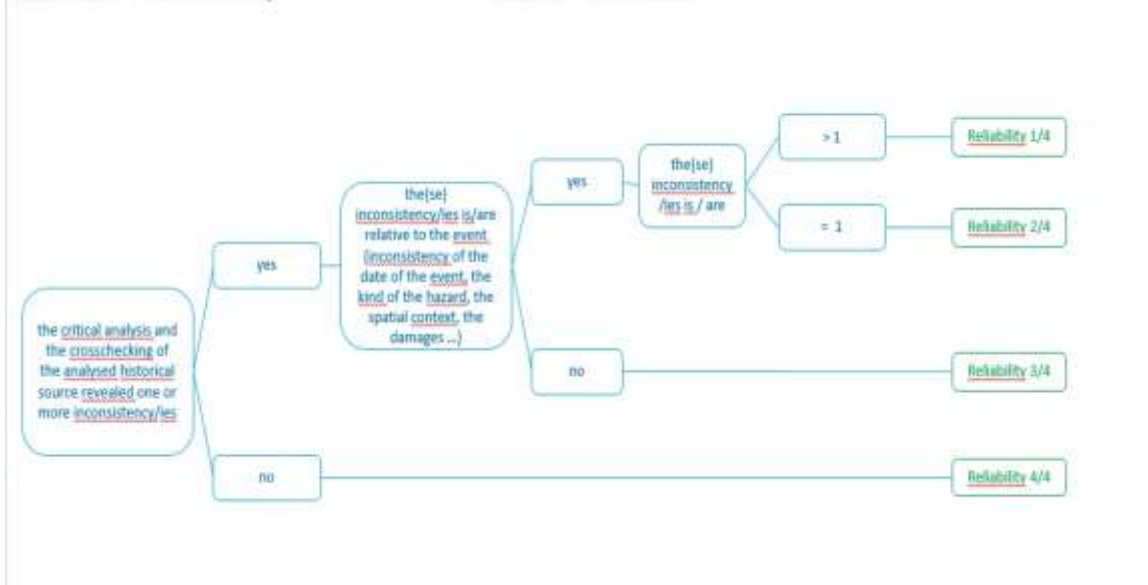 the critical analysis and
the crosschecking of
the analysed historical
source revealed one or
more inconsistency/ies
yes
no
the(se)
inconsistency/ies is/are
relative to the event
(inconsistency of the
date of the event, the
kind of the hazard, the
spatial context, the
damages ...)
yes
no
the(se)
inconsistency
/ies is / are
> 1
= 1
Reliability 1/4
Reliability 2/4
Reliability 3/4
Reliability 4/4